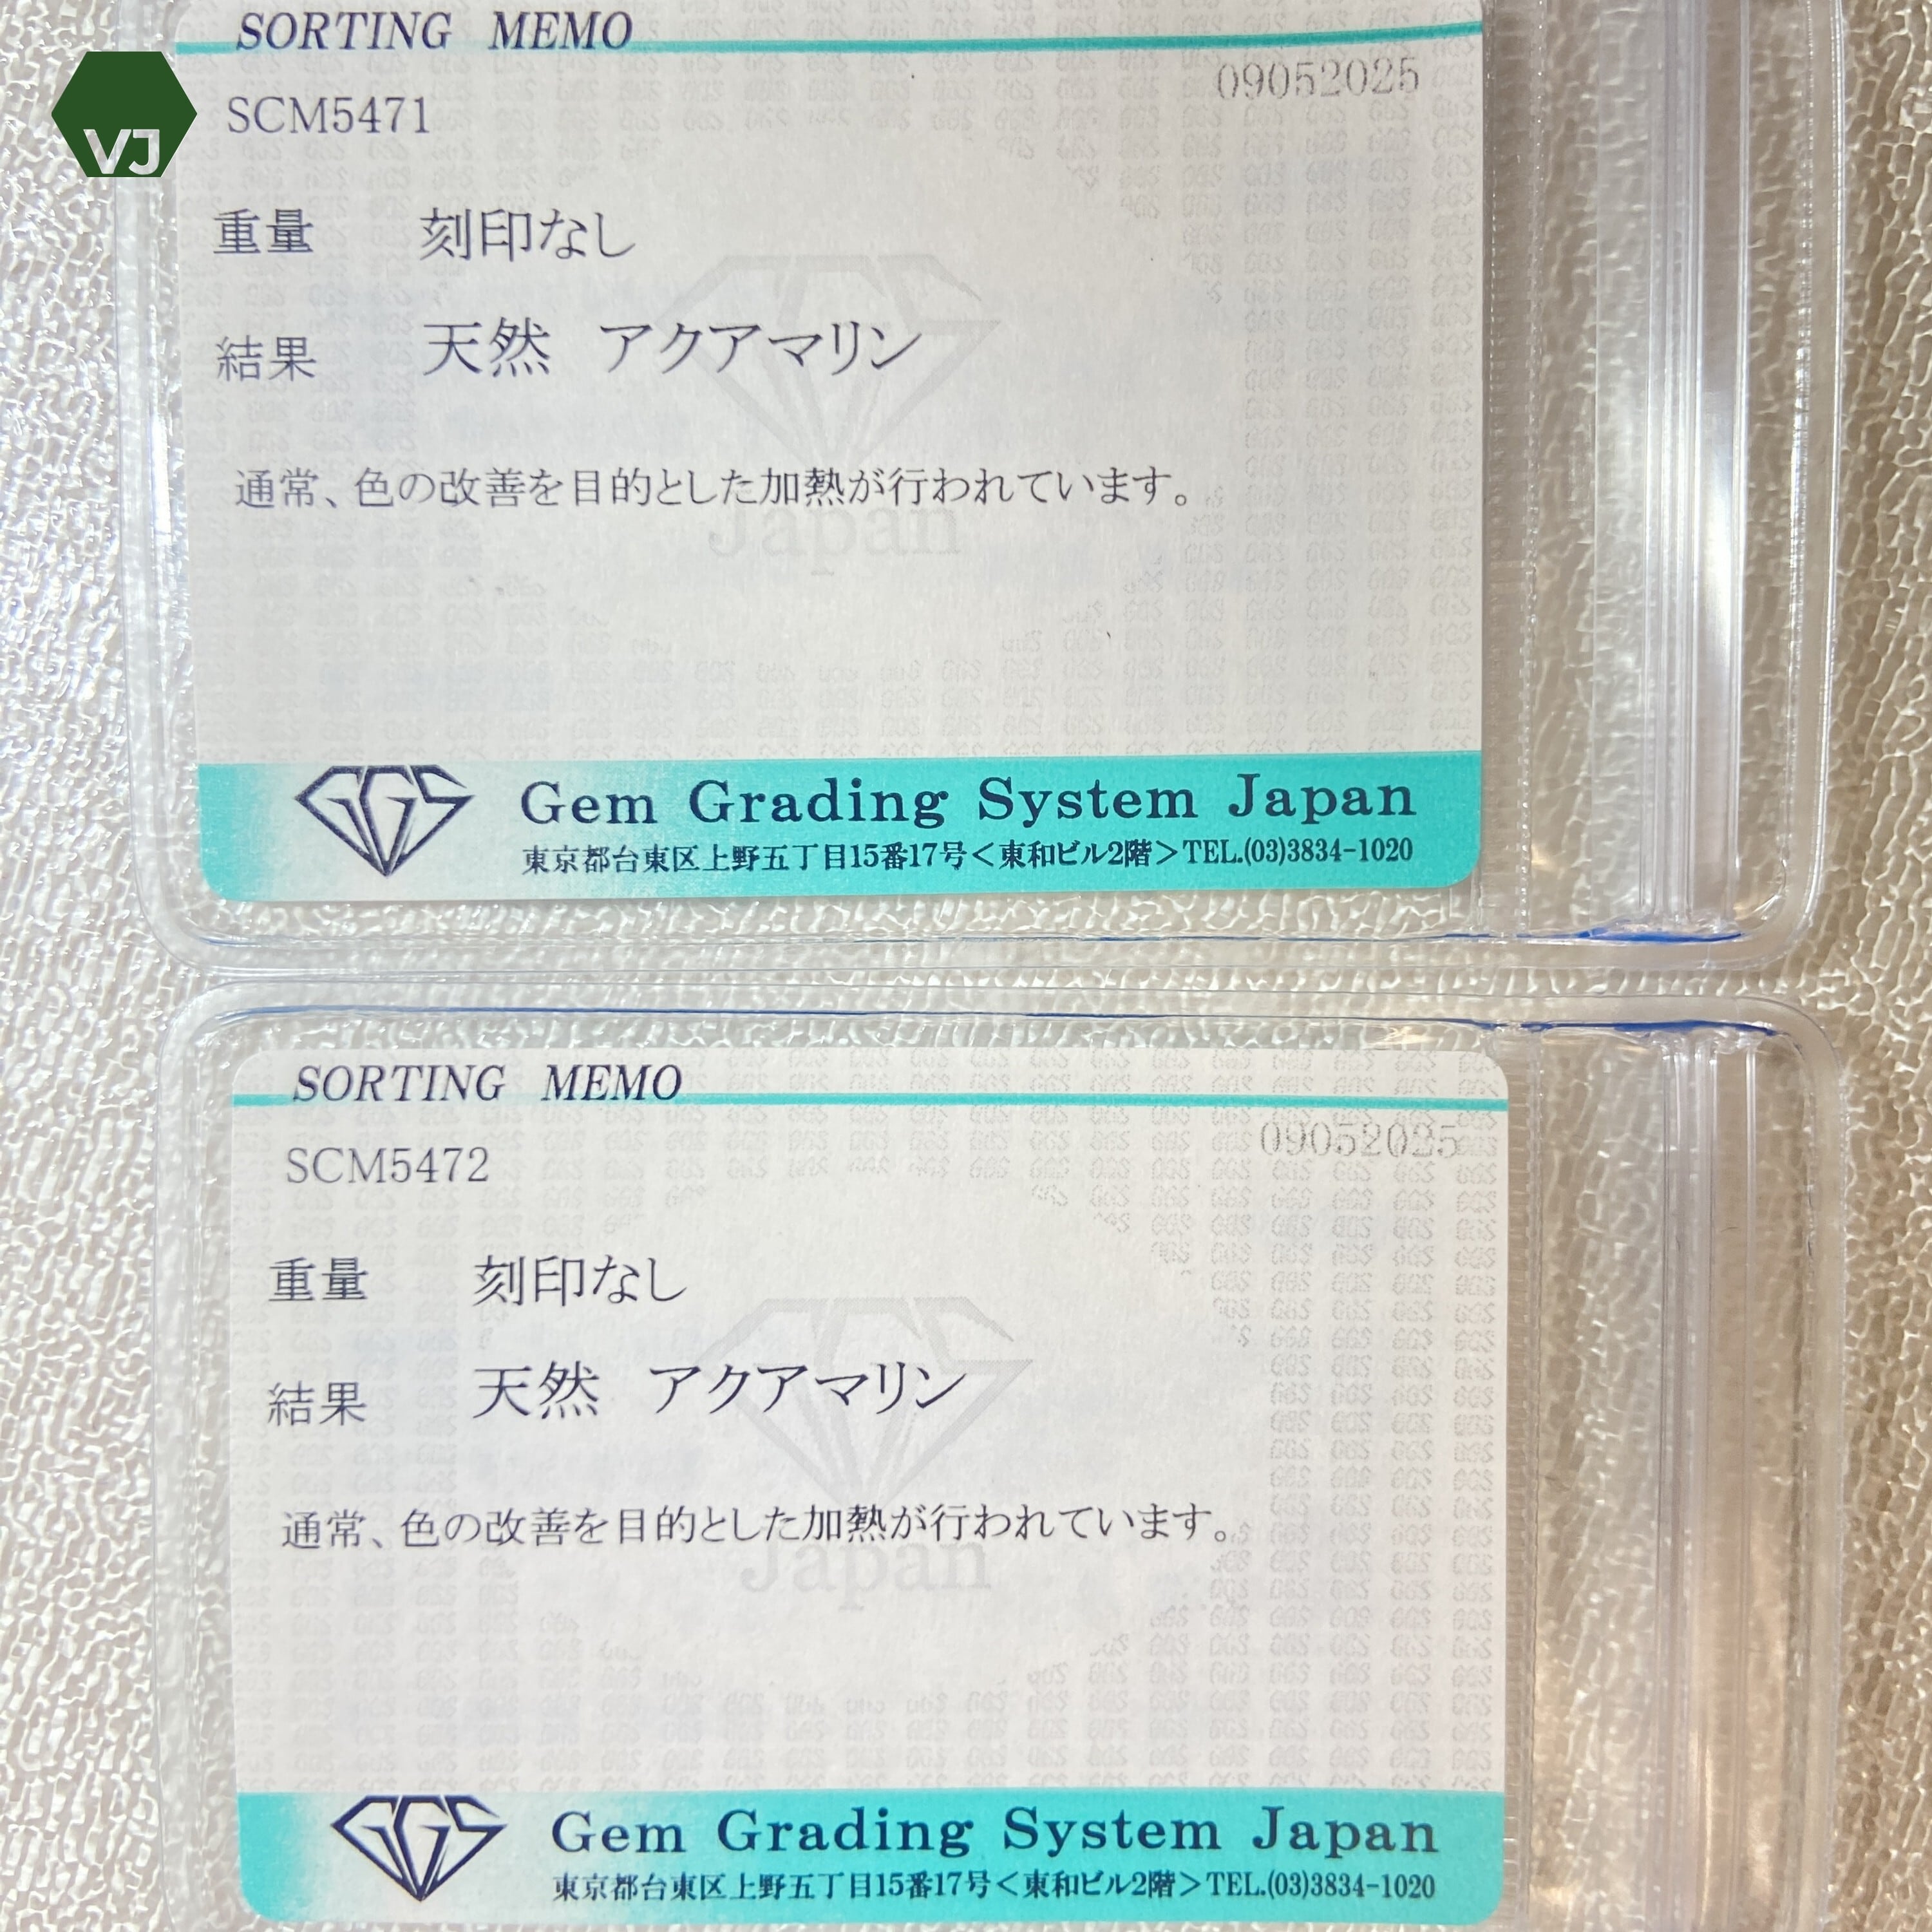 VJ
SORTING MEMO
09052025
SCM5471
重量 刻印なし
結果 天然 アクアマリン
通常、色の改善を目的とした加熱が行われています。
Japan
GGS Gem Grading System Japan
東京都台東区上野五丁目15番17号<東和ビル2階>TEL.(03)3834-1020
SORTING MEMO
09052025
SCM5472
重量 刻印なし
結果 天然 アクアマリン
通常、色の改善を目的とした加熱が行われています。
Japan
GGS Gem Grading System Japan
東京都台東区上野五丁目15番17号<東和ビル2階>TEL.(03)3834-1020